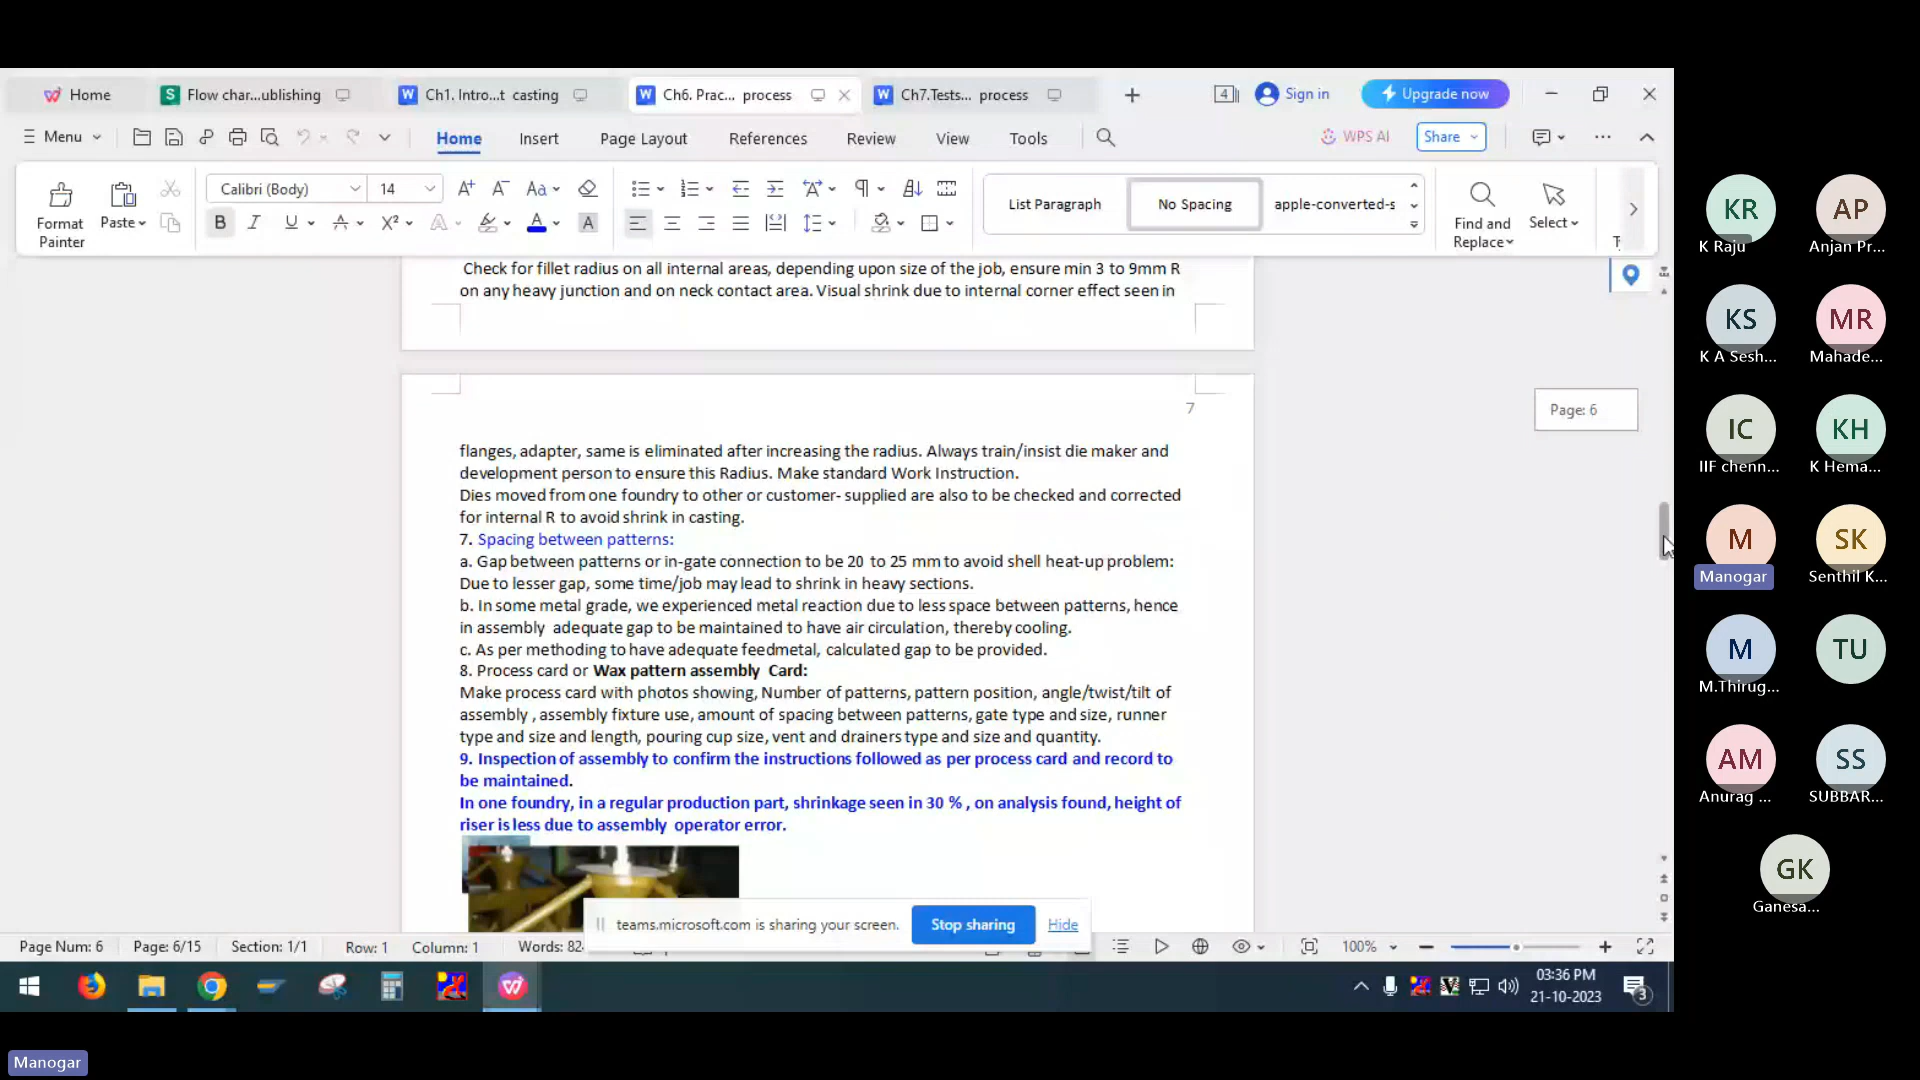 Home
Flow char...ublishing
Ch1. Intro...t casting
Ch6. Prac... process
Ch7.Tests... process
4
Sign in
Upgrade now
Menu
Home
Insert
Page Layout
References
Review
View
Tools
WPS AI
Share
Format
Painter
Paste
Calibri (Body)
14
List Paragraph
No Spacing
apple-converted-s
Find and
Replace
Select
Check for fillet radius on all internal areas, depending upon size of the job, ensure min 3 to 9mm R
on any heavy junction and on neck contact area. Visual shrink due to internal corner effect seen in
Page: 6
7
flanges, adapter, same is eliminated after increasing the radius. Always train/insist die maker and
development person to ensure this Radius. Make standard Work Instruction.
Dies moved from one foundry to other or customer- supplied are also to be checked and corrected
for internal R to avoid shrink in casting.
7. Spacing between patterns:
a. Gap between patterns or in-gate connection to be 20 to 25 mm to avoid shell heat-up problem:
Due to lesser gap, some time/job may lead to shrink in heavy sections.
b. In some metal grade, we experienced metal reaction due to less space between patterns, hence
in assembly adequate gap to be maintained to have air circulation, thereby cooling.
c. As per methoding to have adequate feedmetal, calculated gap to be provided.
8. Process card or Wax pattern assembly Card:
Make process card with photos showing, Number of patterns, pattern position, angle/twist/tilt of
assembly , assembly fixture use, amount of spacing between patterns, gate type and size, runner
type and size and length, pouring cup size, vent and drainers type and size and quantity.
9. Inspection of assembly to confirm the instructions followed as per process card and record to
be maintained.
In one foundry, in a regular production part, shrinkage seen in 30 % , on analysis found, height of
riser is less due to assembly operator error.
teams.microsoft.com is sharing your screen.
Stop sharing
Hide
Page Num: 6
Page: 6/15
Section: 1/1
Row: 1
Column: 1
Words: 82
100%
03:36 PM
21-10-2023
3
KR
K Raju
AP
Anjan Pr...
KS
K A Sesh...
MR
Mahade...
IC
IIF chenn...
KH
K Hema...
M
Manogar
SK
Senthil K...
M
M.Thirug...
TU
AM
Anurag ...
SS
SUBBAR...
GK
Ganesa...
Manogar